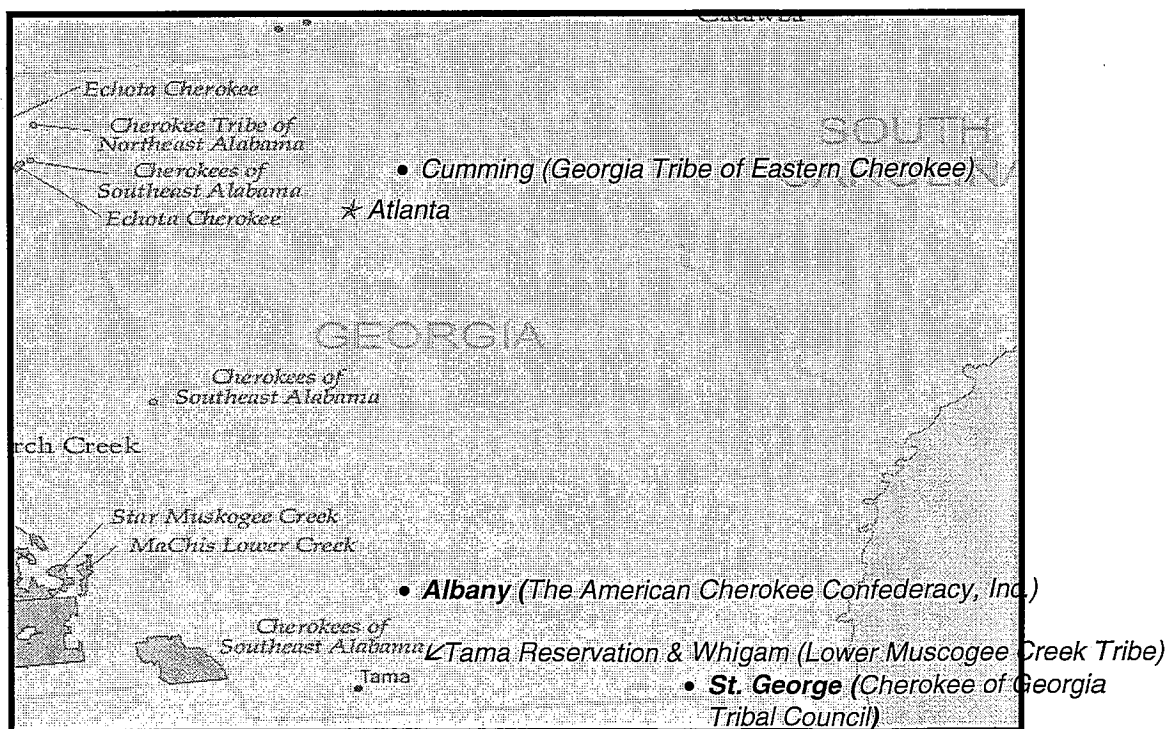 Catawba
Echota Cherokee
Cherokee Tribe of
Northeast Alabama
SOUTH
CAROLINA
Cherokees of
Southeast Alabama
• Cumming (Georgia Tribe of Eastern Cherokee)
Echota Cherokee
Atlanta
GEORGIA
Cherokees of
Southeast Alabama
rch Creek
Star Muskogee Creek
MaChis Lower Creek
• Albany (The American Cherokee Confederacy, Inc.)
Cherokees of
Southeast Alabama
Tama Reservation & Whigam (Lower Muscogee Creek Tribe)
Tama
• St. George (Cherokee of Georgia
Tribal Council)